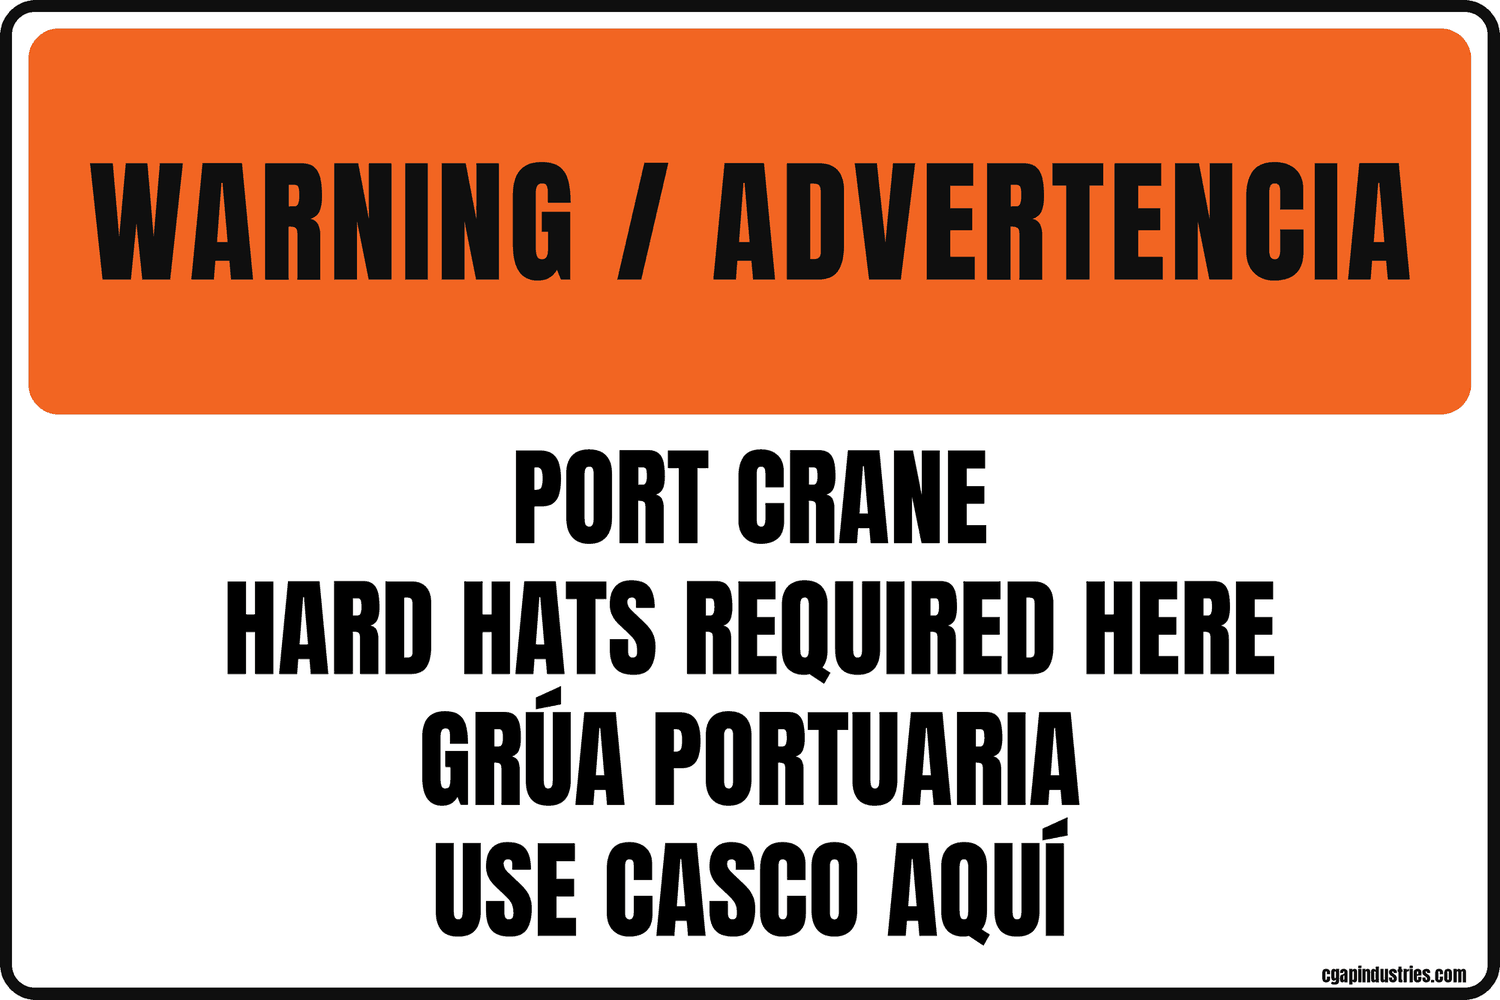 WARNING / ADVERTENCIA
PORT CRANE
HARD HATS REQUIRED HERE
GRÚA PORTUARIA
USE CASCO AQUÍ
cgapindustries.com